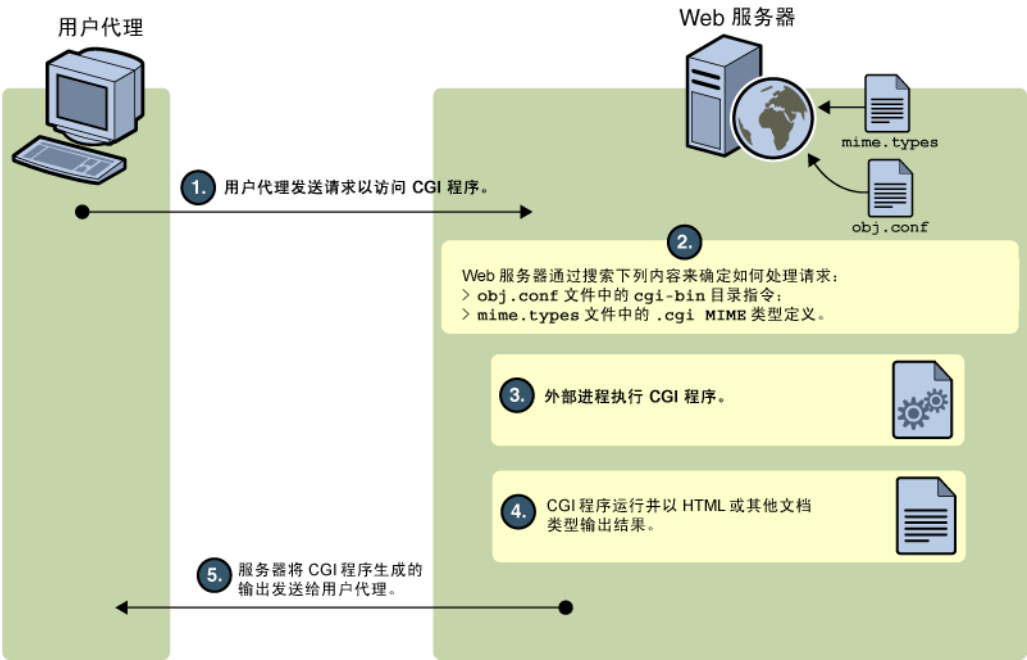 用户代理
Web 服务器
mime.types
obj.conf
1. 用户代理发送请求以访问 CGI 程序。
2.
Web 服务器通过搜索下列内容来确定如何处理请求：
> obj.conf 文件中的 cgi-bin 目录指令；
> mime.types 文件中的 .cgi MIME 类型定义。
3. 外部进程执行 CGI 程序。
4. CGI 程序运行并以 HTML 或其他文档
类型输出结果。
5. 服务器将 CGI 程序生成的
输出发送给用户代理。